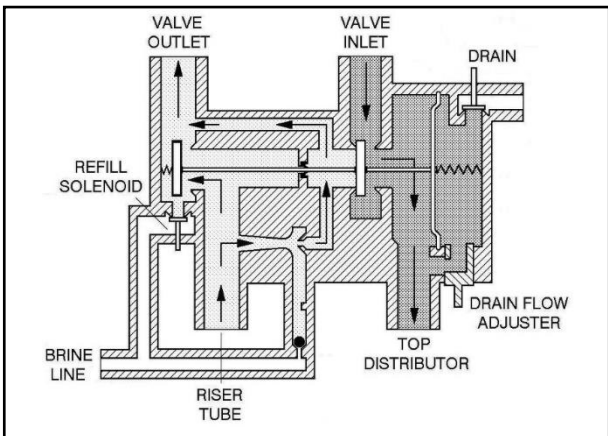 VALVE
OUTLET
VALVE
INLET
DRAIN
REFILL
SOLENOID
DRAIN FLOW
ADJUSTER
TOP
DISTRIBUTOR
BRINE
LINE
RISER
TUBE